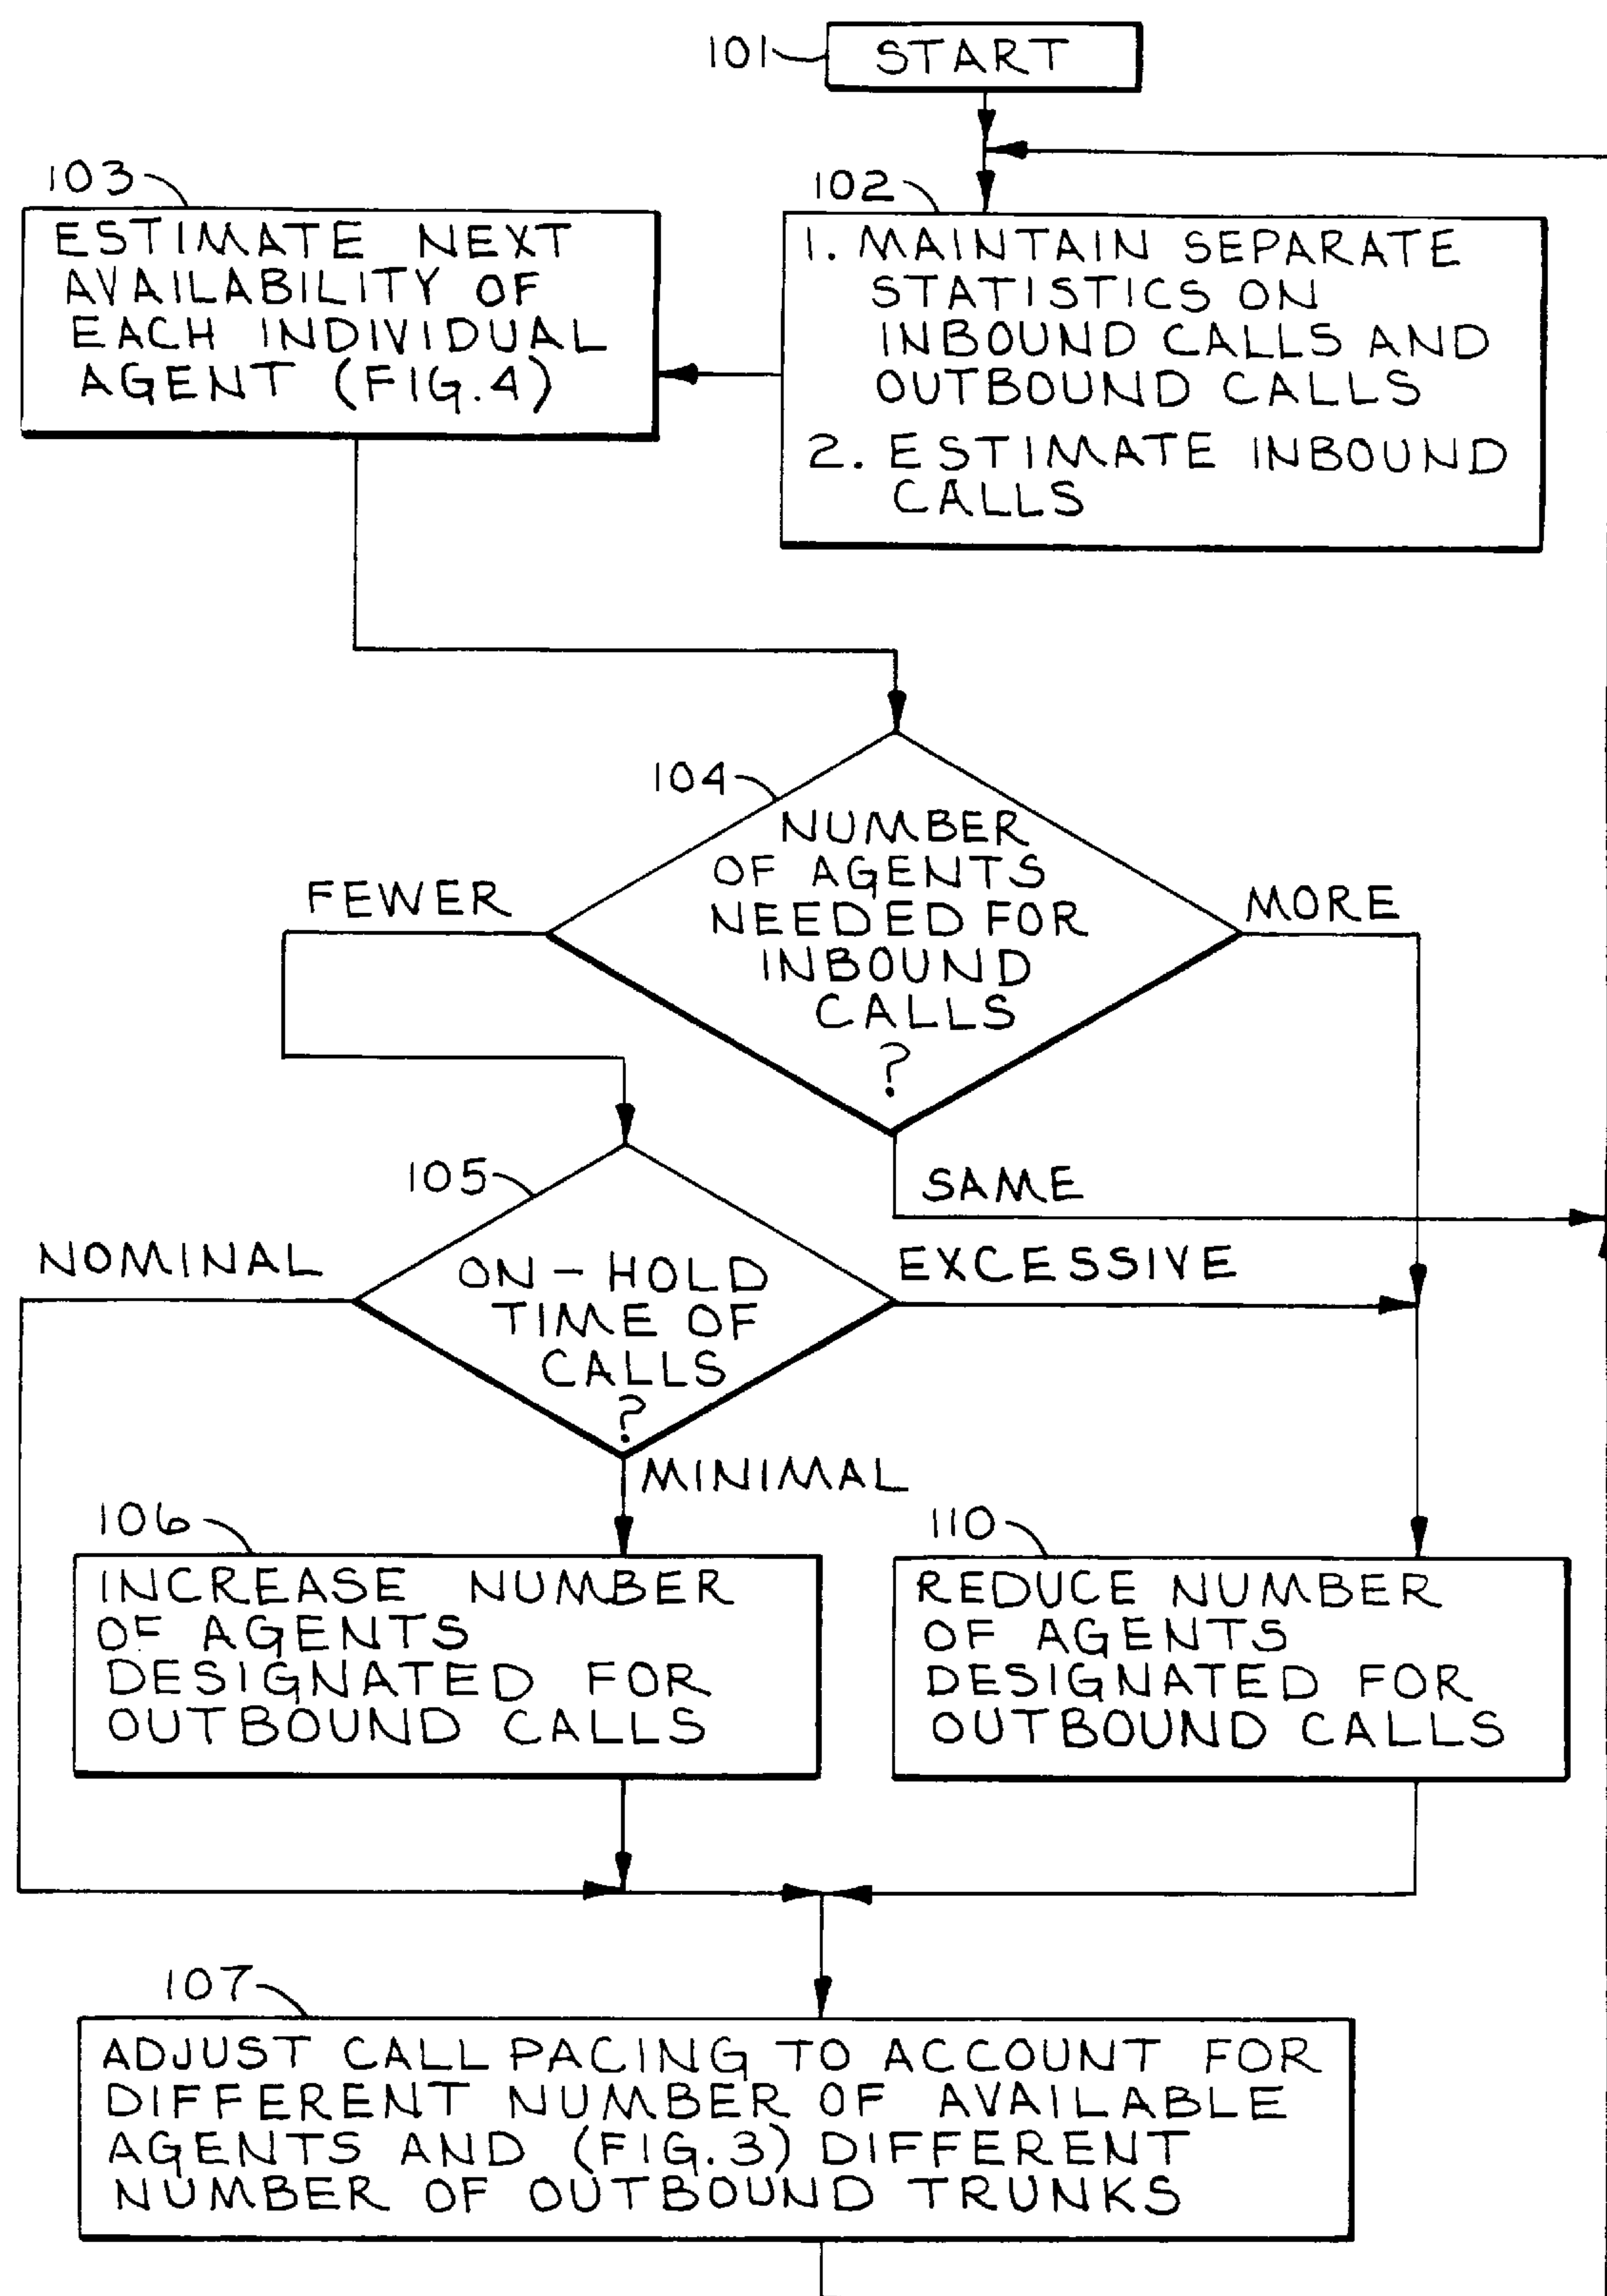 101
START
103
102
ESTIMATE NEXT
AVAILABILITY OF
EACH INDIVIDUAL
AGENT (FIG.4)
1. MAINTAIN SEPARATE
STATISTICS ON
INBOUND CALLS AND
OUTBOUND CALLS
2. ESTIMATE INBOUND
CALLS
104
NUMBER
OF AGENTS
NEEDED FOR
INBOUND
CALLS
?
FEWER
MORE
SAME
105
ON-HOLD
TIME OF
CALLS
?
NOMINAL
EXCESSIVE
MINIMAL
106
INCREASE NUMBER
OF AGENTS
DESIGNATED FOR
OUTBOUND CALLS
110
REDUCE NUMBER
OF AGENTS
DESIGNATED FOR
OUTBOUND CALLS
107
ADJUST CALL PACING TO ACCOUNT FOR
DIFFERENT NUMBER OF AVAILABLE
AGENTS AND (FIG.3) DIFFERENT
NUMBER OF OUTBOUND TRUNKS